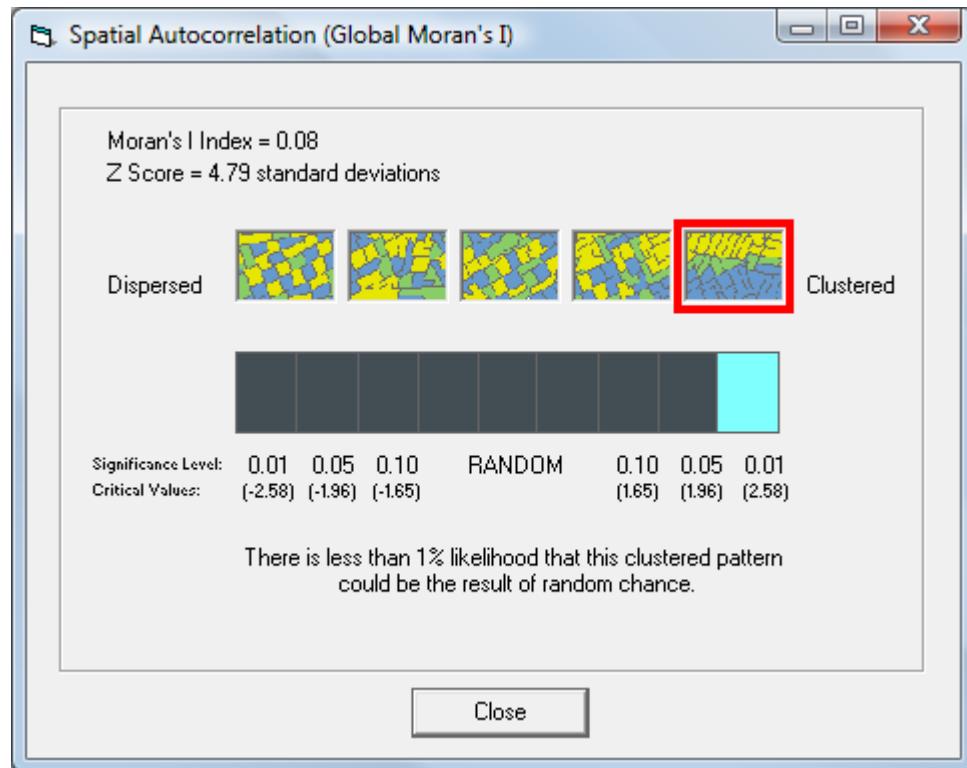 Spatial Autocorrelation (Global Moran's I)
Moran's I Index = 0.08
Z Score = 4.79 standard deviations
Dispersed
Clustered
Significance Level: 0.01 0.05 0.10 RANDOM 0.10 0.05 0.01
Critical Values: (-2.58) (-1.96) (-1.65) (1.65) (1.96) (2.58)
There is less than 1% likelihood that this clustered pattern
could be the result of random chance.
Close